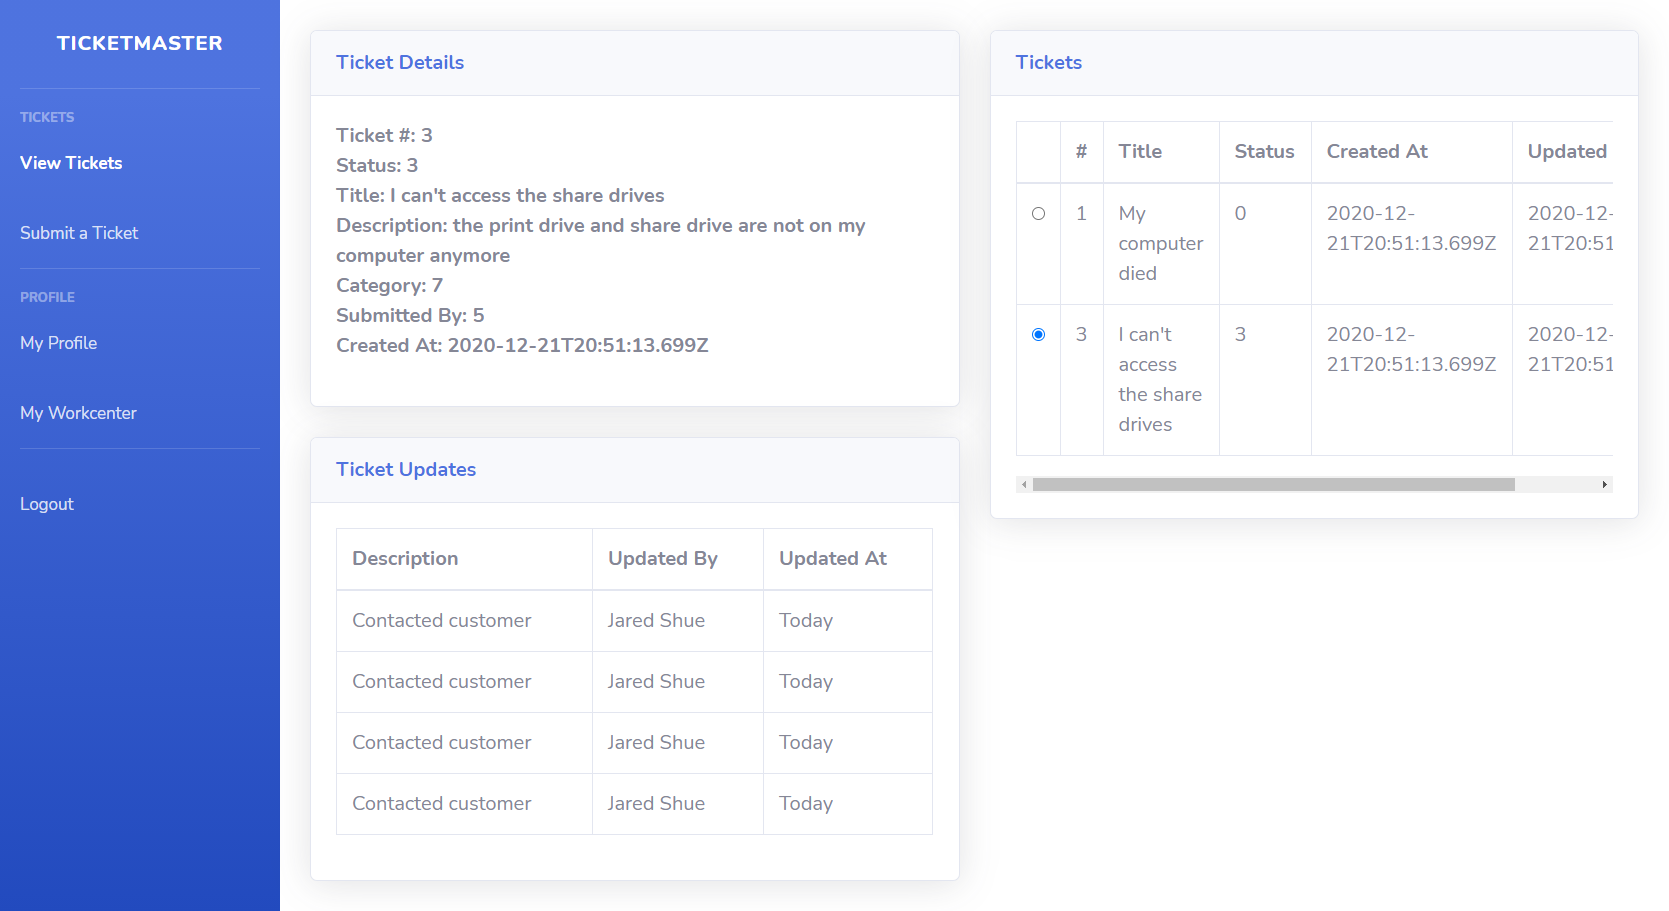 TICKETMASTER
TICKETS
View Tickets
Submit a Ticket
PROFILE
My Profile
My Workcenter
Logout
Ticket Details
Ticket #: 3
Status: 3
Title: I can't access the share drives
Description: the print drive and share drive are not on my
computer anymore
Category: 7
Submitted By: 5
Created At: 2020-12-21T20:51:13.699Z
Ticket Updates
Description Updated By Updated At
Contacted customer Jared Shue Today
Contacted customer Jared Shue Today
Contacted customer Jared Shue Today
Contacted customer Jared Shue Today
Tickets
# Title Status Created At Updated
1 My 0 2020-12- 2020-12-
computer 21T20:51:13.699Z 21T20:51
died
3 I can't 3 2020-12- 2020-12-
access 21T20:51:13.699Z 21T20:51
the share
drives